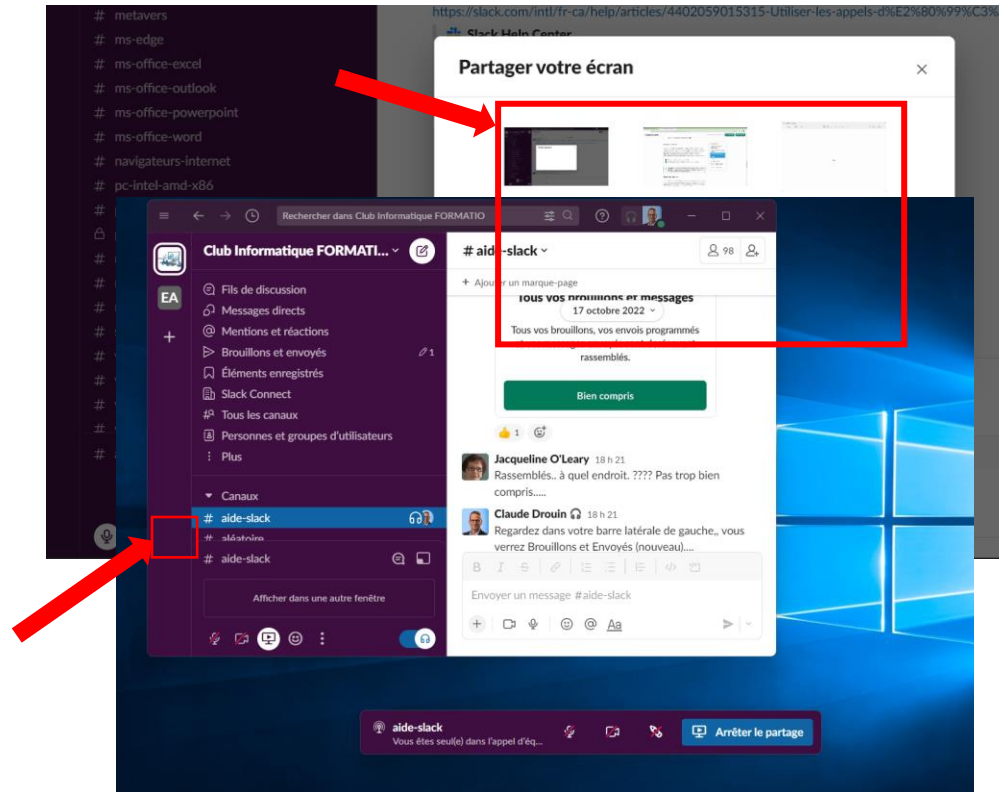 # metavers
# ms-edge
# ms-office-excel
# ms-office-outlook
# ms-office-powerpoint
# ms-office-word
# navigateurs-internet
# pc-intel-amd-x86
https://slack.com/intl/fr-ca/help/articles/4402059015315-Utiliser-les-appels-d%E2%80%99%C3%
Slack Help Center
Partager votre écran
Rechercher dans Club Informatique FORMATIO
EA
Club Informatique FORMATI...
Fils de discussion
Messages directs
Mentions et réactions
Brouillons et envoyés 1
Éléments enregistrés
Slack Connect
Tous les canaux
Personnes et groupes d'utilisateurs
Plus
Canaux
# aide-slack
# aléatoire
# aide-slack
Afficher dans une autre fenêtre
# aide-slack
98
+ Ajouter un marque-page
Tous vos brouillons et messages
17 octobre 2022
Tous vos brouillons, vos envois programmés
rassemblés.
Bien compris
1
Jacqueline O'Leary 18 h 21
Rassemblés.. à quel endroit. ???? Pas trop bien
compris.....
Claude Drouin 18 h 21
Regardez dans votre barre latérale de gauche,, vous
verrez Brouillons et Envoyés (nouveau)....
B I S
Envoyer un message #aide-slack
+ @ Aa
aide-slack
Vous êtes seul(e) dans l'appel d'éq...
Arrêter le partage